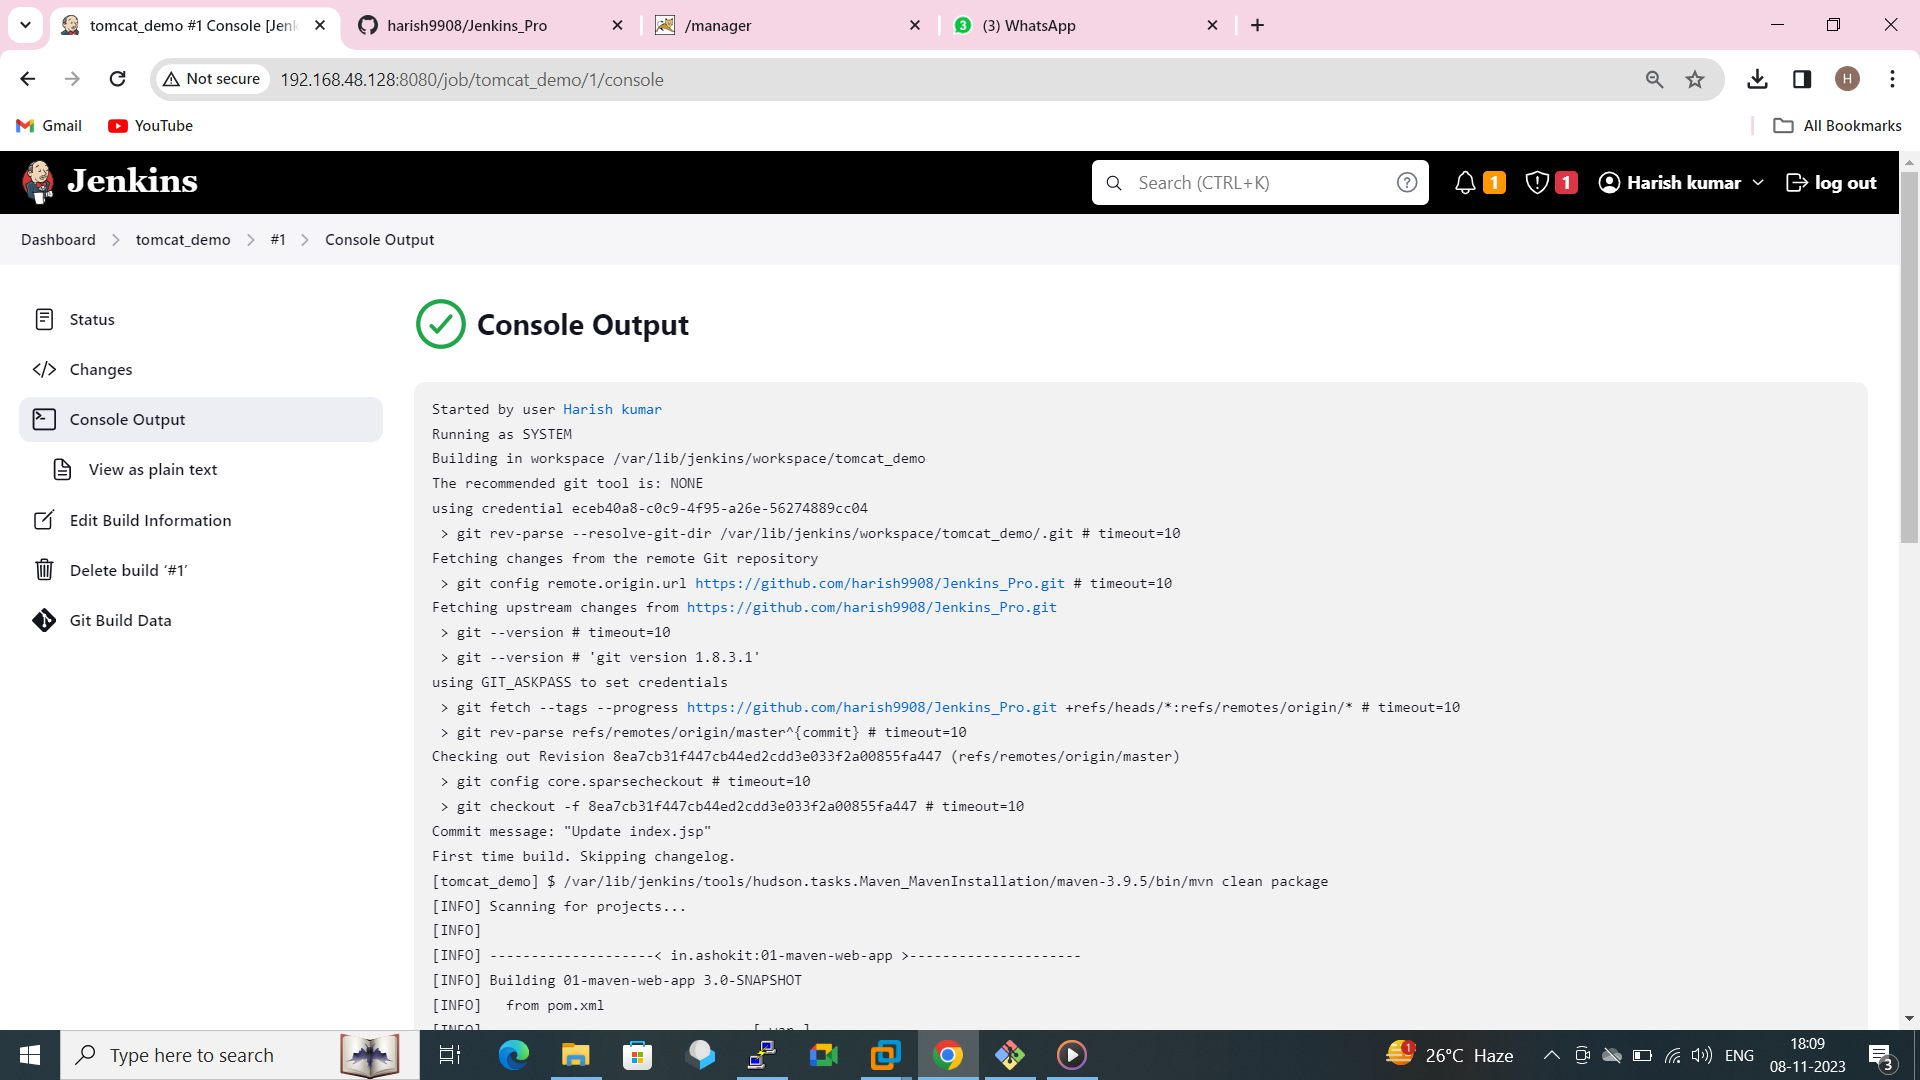 tomcat_demo #1 Console [Jenk
harish9908/Jenkins_Pro
/manager
3
(3) WhatsApp
Not secure
192.168.48.128:8080/job/tomcat_demo/1/console
H
Gmail
YouTube
All Bookmarks
Jenkins
Search (CTRL+K)
1
1
Harish kumar
log out
Dashboard
tomcat_demo
#1
Console Output
Status
Changes
Console Output
View as plain text
Edit Build Information
Delete build ‘#1’
Git Build Data
Console Output
Started by user Harish kumar
Running as SYSTEM
Building in workspace /var/lib/jenkins/workspace/tomcat_demo
The recommended git tool is: NONE
using credential eceb40a8-c0c9-4f95-a26e-56274889cc04
> git rev-parse --resolve-git-dir /var/lib/jenkins/workspace/tomcat_demo/.git # timeout=10
Fetching changes from the remote Git repository
> git config remote.origin.url https://github.com/harish9908/Jenkins_Pro.git # timeout=10
Fetching upstream changes from https://github.com/harish9908/Jenkins_Pro.git
> git --version # timeout=10
> git --version # 'git version 1.8.3.1'
using GIT_ASKPASS to set credentials
> git fetch --tags --progress https://github.com/harish9908/Jenkins_Pro.git +refs/heads/*:refs/remotes/origin/* # timeout=10
> git rev-parse refs/remotes/origin/master^{commit} # timeout=10
Checking out Revision 8ea7cb31f447cb44ed2cdd3e033f2a00855fa447 (refs/remotes/origin/master)
> git config core.sparsecheckout # timeout=10
> git checkout -f 8ea7cb31f447cb44ed2cdd3e033f2a00855fa447 # timeout=10
Commit message: "Update index.jsp"
First time build. Skipping changelog.
[tomcat_demo] $ /var/lib/jenkins/tools/hudson.tasks.Maven_MavenInstallation/maven-3.9.5/bin/mvn clean package
[INFO] Scanning for projects...
[INFO]
[INFO] --------------------< in.ashokit:01-maven-web-app >---------------------
[INFO] Building 01-maven-web-app 3.0-SNAPSHOT
[INFO]   from pom.xml
[INFO] [ war ]
Type here to search
1
26°C Haze
ENG
18:09
08-11-2023
3